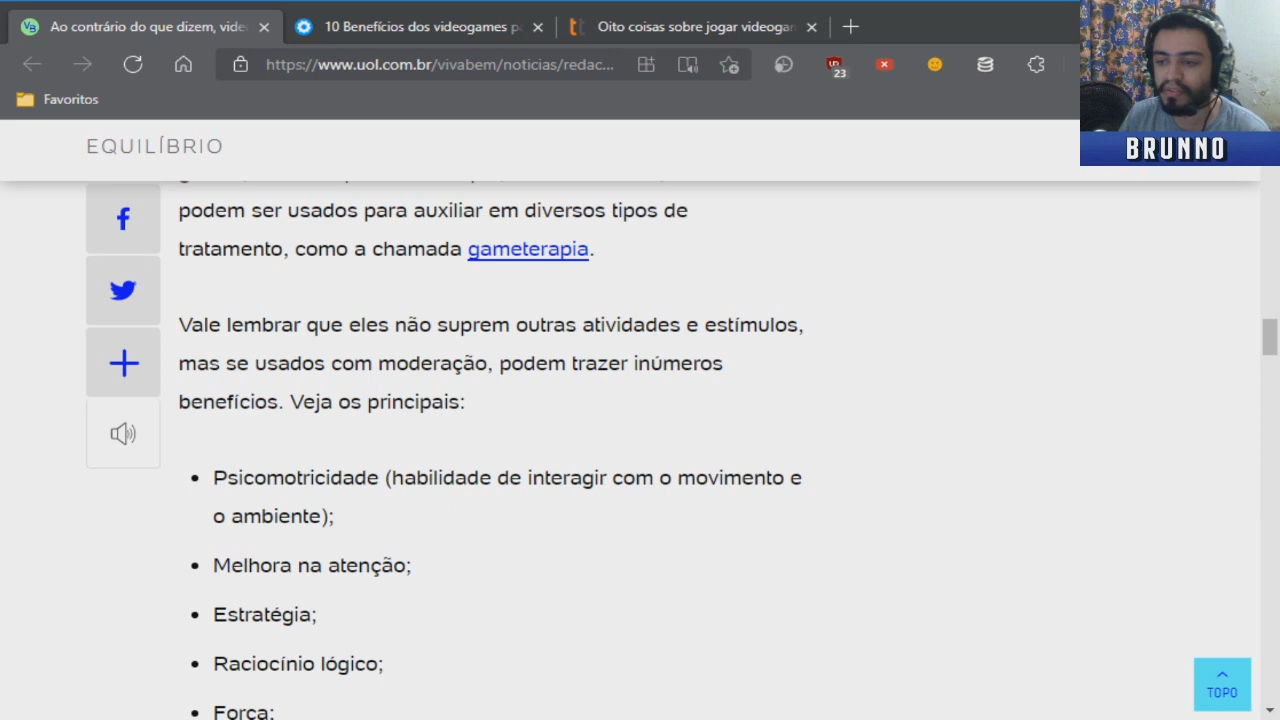 Ao contrário do que dizem, vide
10 Benefícios dos videogames p
Oito coisas sobre jogar videogan
https://www.uol.com.br/vivabem/noticias/redac...
23
Favoritos
BRUNNO
EQUILÍBRIO
podem ser usados para auxiliar em diversos tipos de
tratamento, como a chamada gameterapia.
Vale lembrar que eles não suprem outras atividades e estímulos,
mas se usados com moderação, podem trazer inúmeros
benefícios. Veja os principais:
• Psicomotricidade (habilidade de interagir com o movimento e
o ambiente);
• Melhora na atenção;
• Estratégia;
• Raciocínio lógico;
• Força;
TOPO